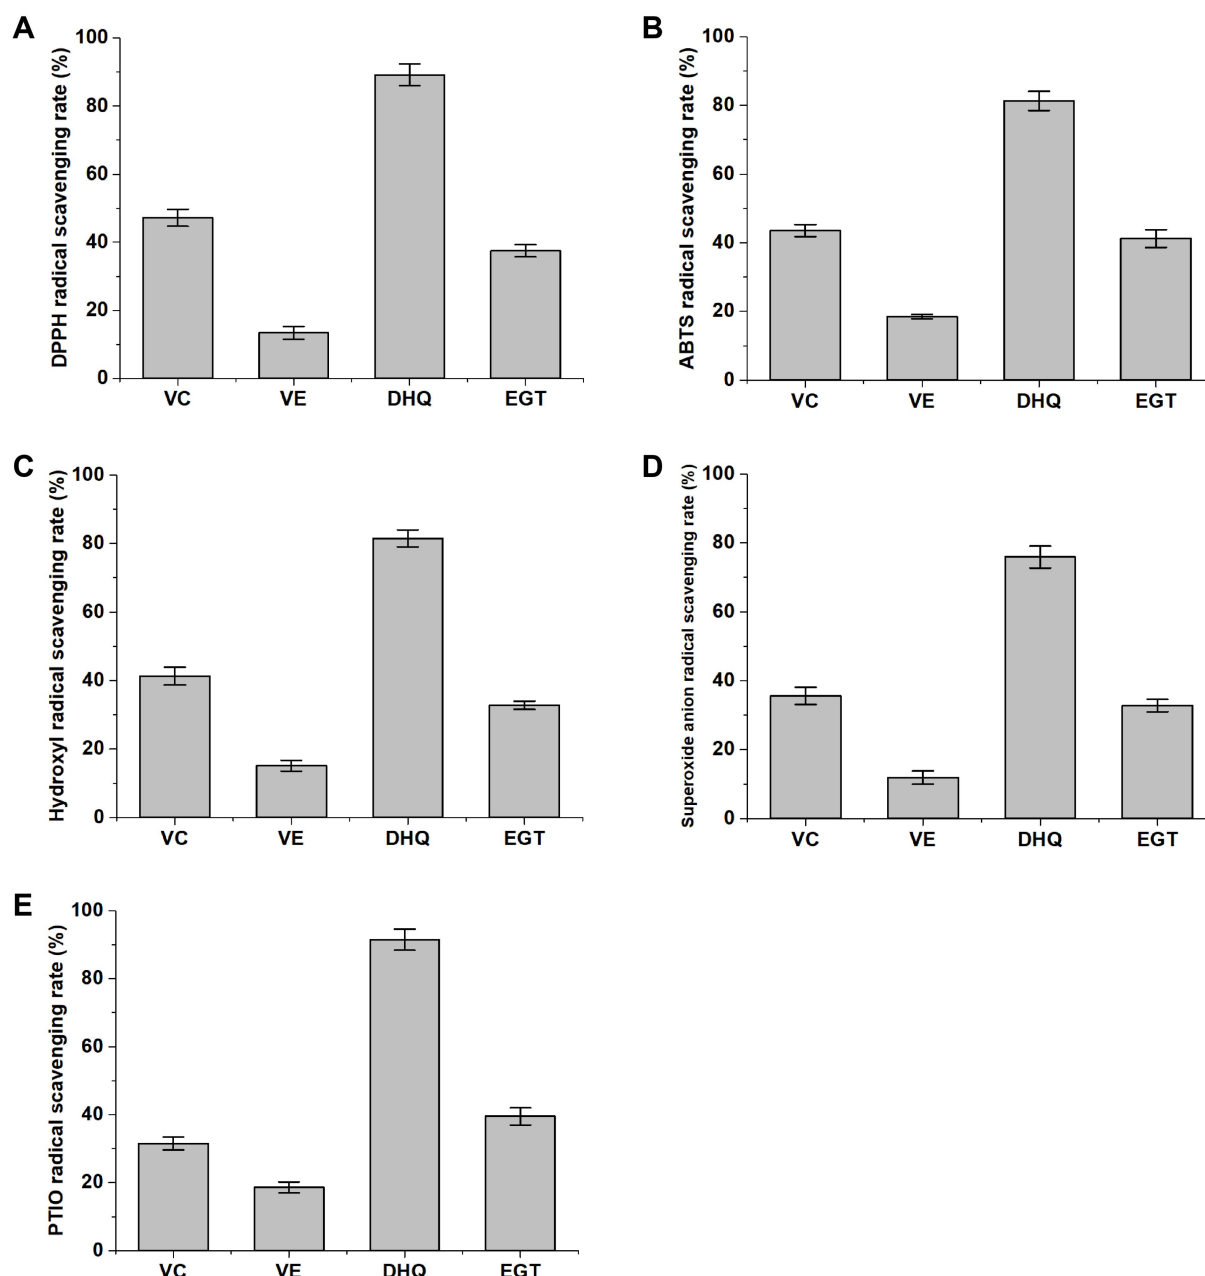 A
DPPH radical scavenging rate (%)
100
80
60
40
20
0
VC VE DHQ EGT
B
ABTS radical scavenging rate (%)
100
80
60
40
20
0
VC VE DHQ EGT
C
Hydroxyl radical scavenging rate (%)
100
80
60
40
20
0
VC VE DHQ EGT
D
Superoxide anion radical scavenging rate (%)
100
80
60
40
20
0
VC VE DHQ EGT
E
PTIO radical scavenging rate (%)
100
80
60
40
20
0
VC VE DHQ EGT